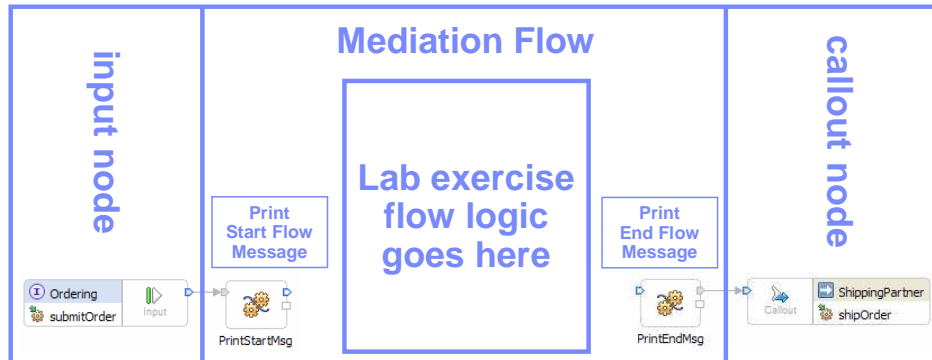 Mediation Flow
input node
callout node
Lab exercise
flow logic
goes here
Print
Start Flow
Message
Print
End Flow
Message
Ordering
submitOrder
Input
PrintStartMsg
PrintEndMsg
Callout
ShippingPartner
shipOrder